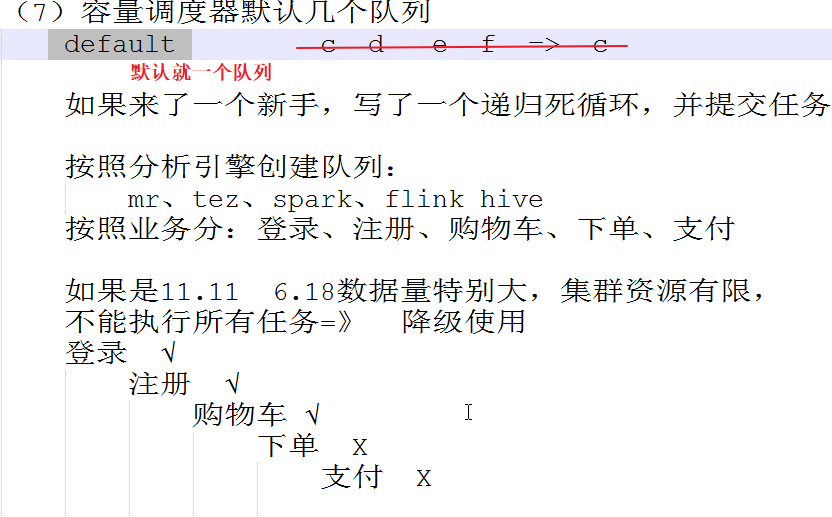 （7）容量调度器默认几个队列
default c d e f => c
默认就一个队列
如果来了一个新手，写了一个递归死循环，并提交任务
按照分析引擎创建队列：
mr、tez、spark、flink hive
按照业务分：登录、注册、购物车、下单、支付
如果是11.11 6.18数据量特别大，集群资源有限，
不能执行所有任务=》 降级使用
登录 √
注册 √
购物车 √
下单 X
支付 X